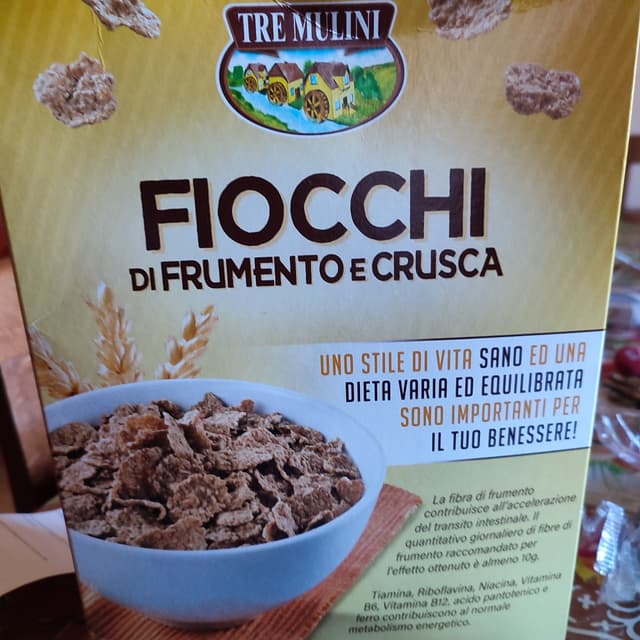 TRE MULINI
FIOCCHI
DI FRUMENTO E CRUSCA
UNO STILE DI VITA SANO ED UNA
DIETA VARIA ED EQUILIBRATA
SONO IMPORTANTI PER
IL TUO BENESSERE!
La fibra di frumento
contribuisce all'accelerazione
del transito intestinale. Il
quantitativo giornaliero di fibre di
frumento raccomandato per
l'effetto ottenuto è almeno 10g.
Tiamina, Riboflavina, Niacina, Vitamina
B6, Vitamina B12, acido pantotenico e
ferro contribuiscono al normale
metabolismo energetico.